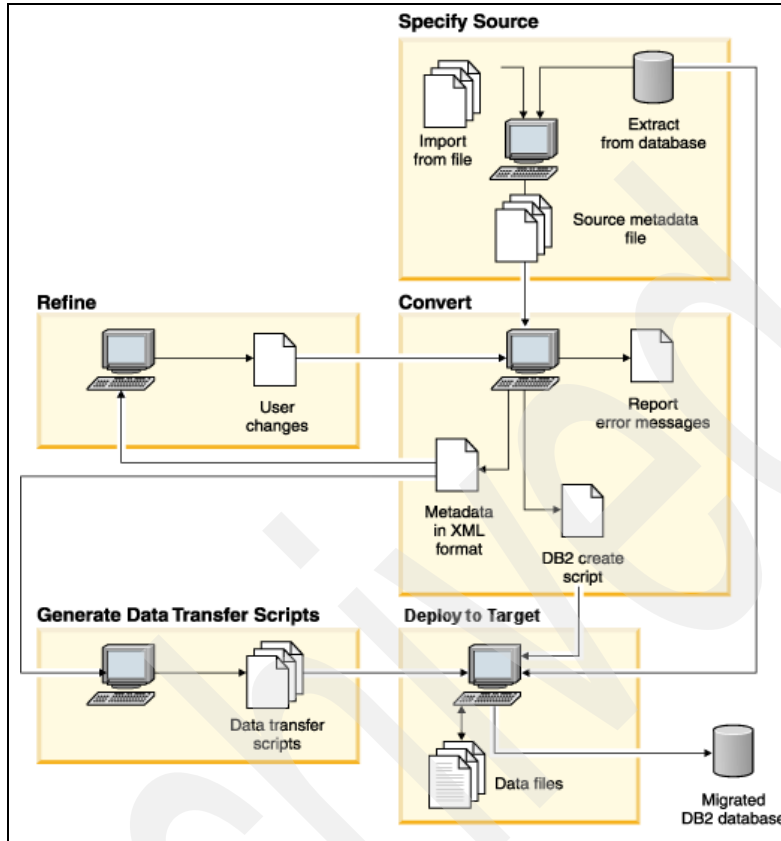 Specify Source
Import
from file
Extract
from database
Source metadata
file
Refine
User
changes
Convert
Report
error messages
Metadata
in XML
format
DB2 create
script
Generate Data Transfer Scripts
Data transfer
scripts
Deploy to Target
Data files
Migrated
DB2 database